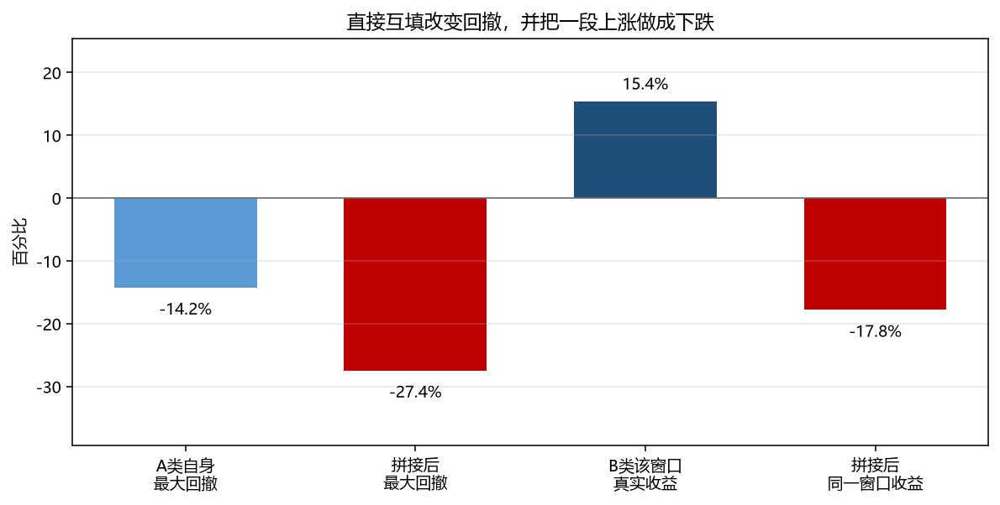 直接互填改变回撤，并把一段上涨做成下跌
百分比
20
10
0
-10
-20
-30
-14.2%
-27.4%
15.4%
-17.8%
A类自身
最大回撤
拼接后
最大回撤
B类该窗口
真实收益
拼接后
同一窗口收益